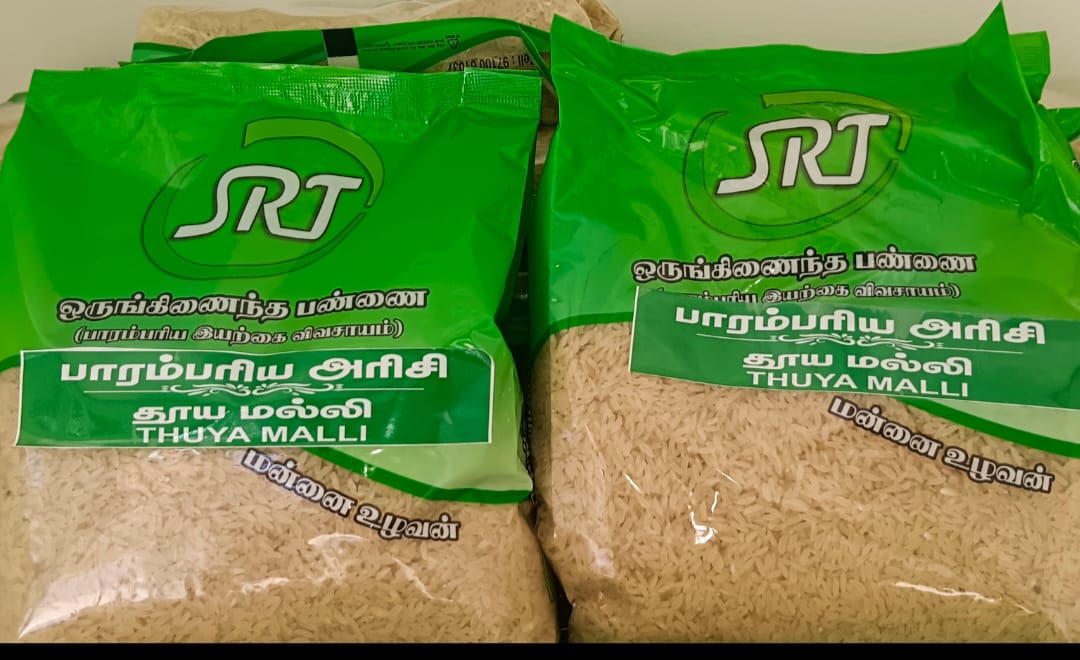 SRT
ஒருங்கிணைந்த பண்ணை
(பாரம்பரிய இயற்கை விவசாயம்)
பாரம்பரிய அரிசி
தூய மல்லி
THUYA MALLI
மன்னை உழவன்
SRT
ஒருங்கிணைந்த பண்ணை
இயற்கை விவசாயம்)
பாரம்பரிய அரிசி
தூய மல்லி
THUYA MALLI
மன்னை உழவன்